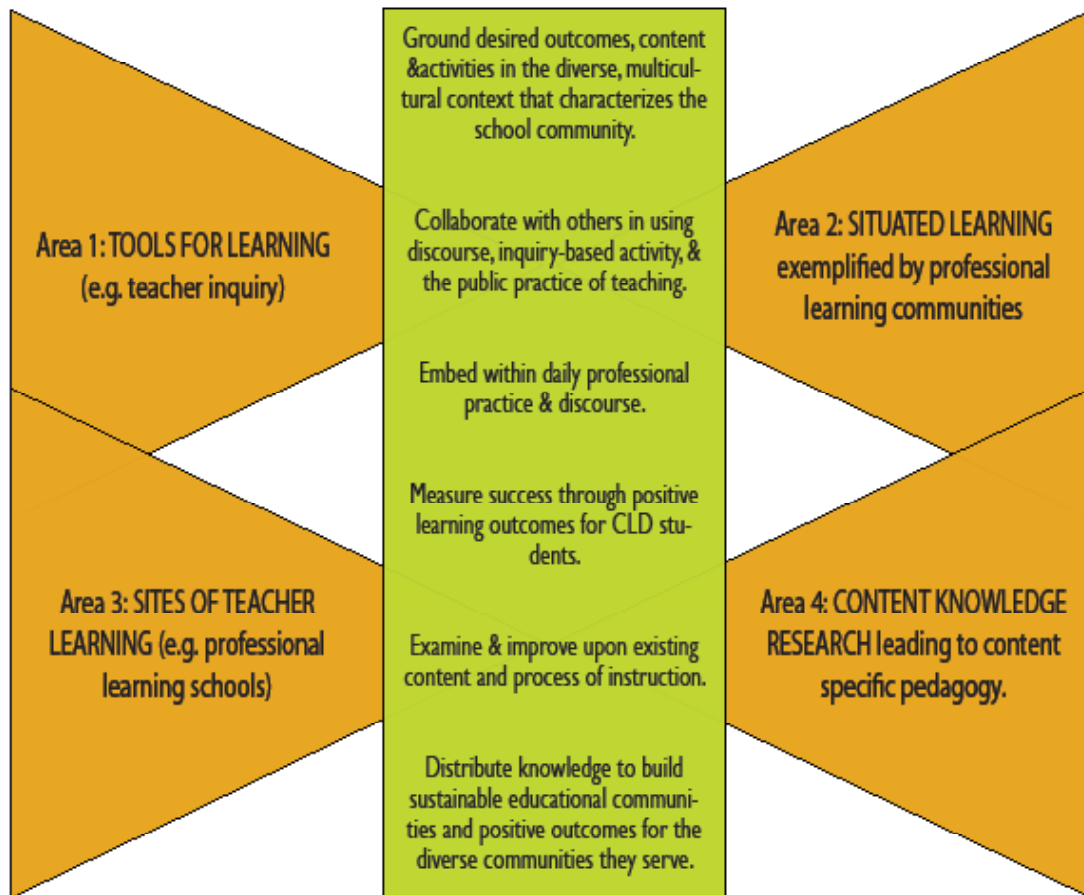 Ground desired outcomes, content
&activities in the diverse, multicul-
tural context that characterizes the
school community.
Area 1: TOOLS FOR LEARNING
(e.g. teacher inquiry)
Collaborate with others in using
discourse, inquiry-based activity, &
the public practice of teaching.
Area 2: SITUATED LEARNING
exemplified by professional
learning communities
Embed within daily professional
practice & discourse.
Measure success through positive
learning outcomes for CLD stu-
dents.
Area 3: SITES OF TEACHER
LEARNING (e.g. professional
learning schools)
Examine & improve upon existing
content and process of instruction.
Area 4: CONTENT KNOWLEDGE
RESEARCH leading to content
specific pedagogy.
Distribute knowledge to build
sustainable educational communi-
ties and positive outcomes for the
diverse communities they serve.